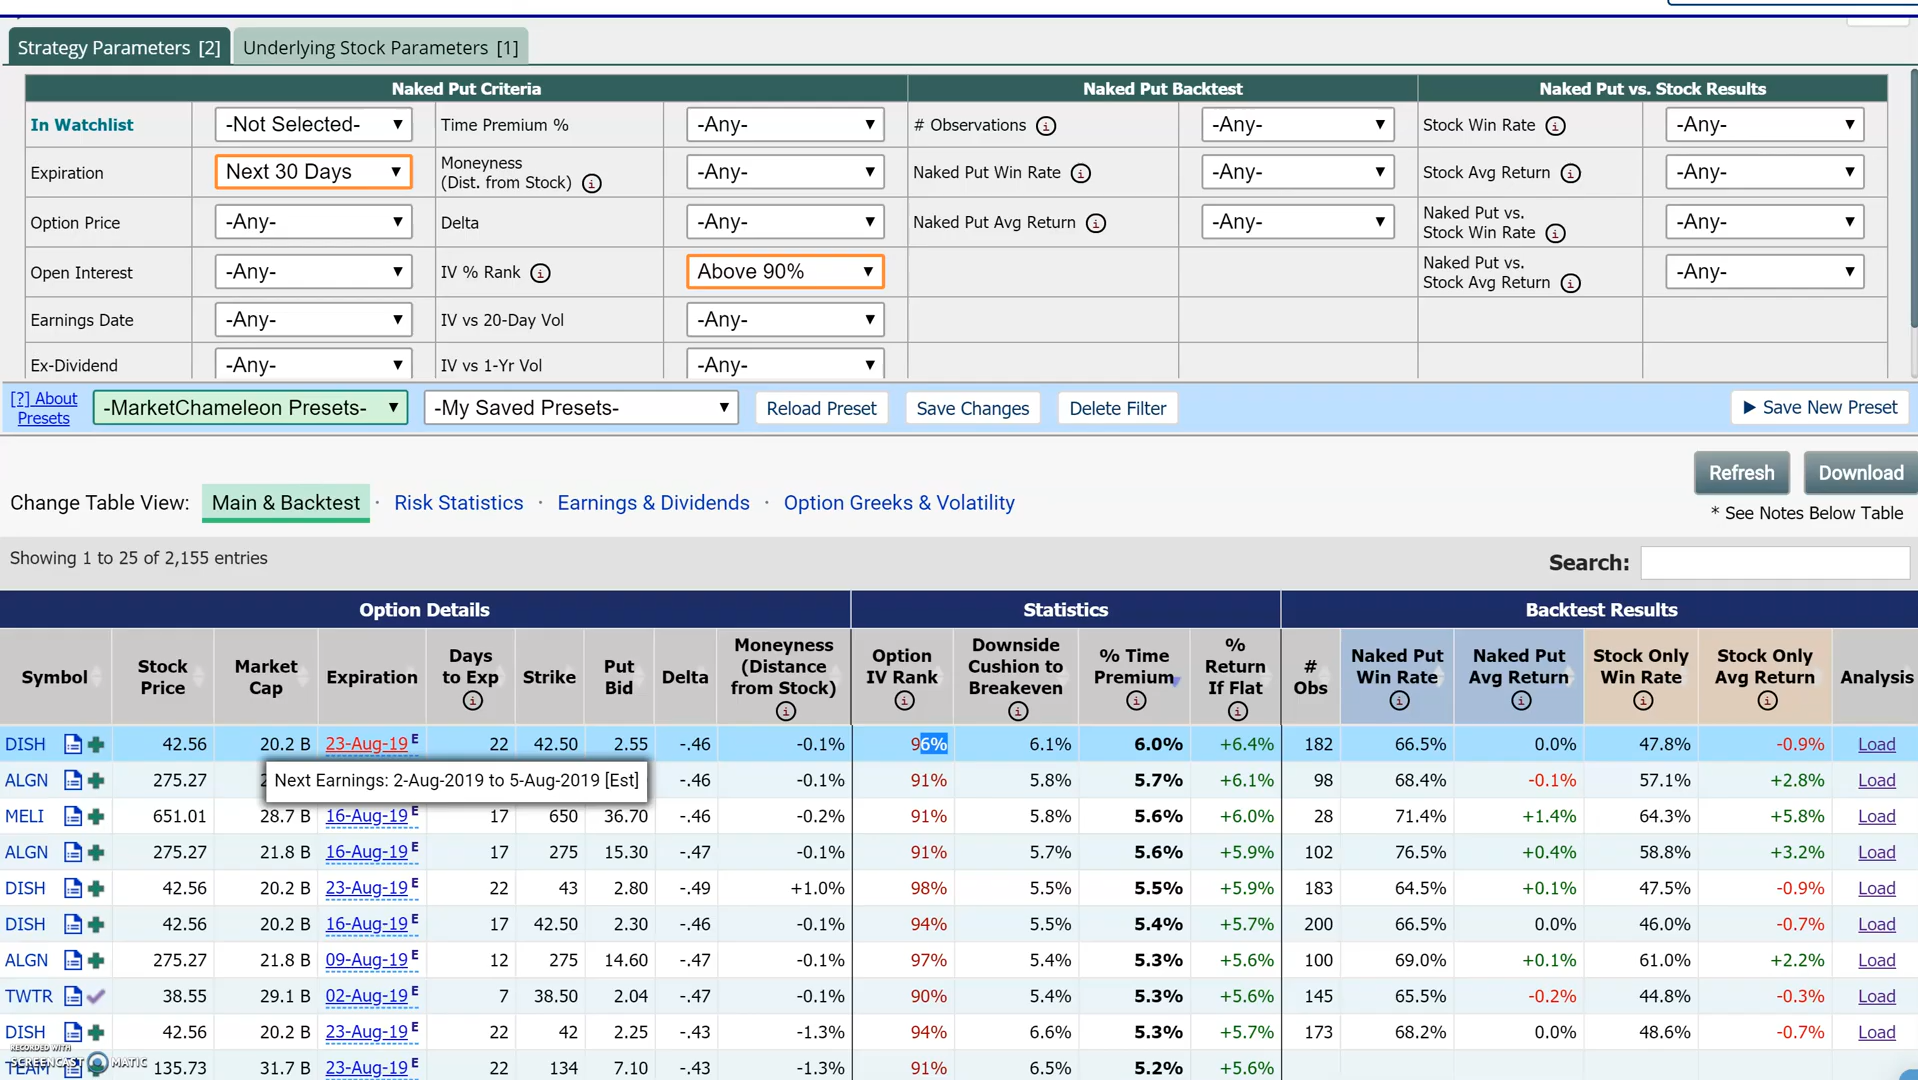 Strategy Parameters [2] Underlying Stock Parameters [1]
Naked Put Criteria Naked Put Backtest Naked Put vs. Stock Results
In Watchlist -Not Selected- Time Premium % -Any- # Observations -Any- Stock Win Rate -Any-
Expiration Next 30 Days Moneyness (Dist. from Stock) -Any- Naked Put Win Rate -Any- Stock Avg Return -Any-
Option Price -Any- Delta -Any- Naked Put Avg Return -Any- Naked Put vs. Stock Win Rate -Any-
Open Interest -Any- IV % Rank Above 90% Naked Put vs. Stock Avg Return -Any-
Earnings Date -Any- IV vs 20-Day Vol -Any-
Ex-Dividend -Any- IV vs 1-Yr Vol -Any-
[?] About Presets -MarketChameleon Presets- -My Saved Presets- Reload Preset Save Changes Delete Filter Save New Preset
Refresh Download
Change Table View: Main & Backtest · Risk Statistics · Earnings & Dividends · Option Greeks & Volatility
* See Notes Below Table
Showing 1 to 25 of 2,155 entries Search:
Option Details Statistics Backtest Results
Symbol Stock Price Market Cap Expiration Days to Exp Strike Put Bid Delta Moneyness (Distance from Stock) Option IV Rank Downside Cushion to Breakeven % Time Premium % Return If Flat # Obs Naked Put Win Rate Naked Put Avg Return Stock Only Win Rate Stock Only Avg Return Analysis
DISH 42.56 20.2 B 23-Aug-19 E 22 42.50 2.55 -.46 -0.1% 96% 6.1% 6.0% +6.4% 182 66.5% 0.0% 47.8% -0.9% Load
ALGN 275.27 Next Earnings: 2-Aug-2019 to 5-Aug-2019 [Est] -.46 -0.1% 91% 5.8% 5.7% +6.1% 98 68.4% -0.1% 57.1% +2.8% Load
MELI 651.01 28.7 B 16-Aug-19 E 17 650 36.70 -.46 -0.2% 91% 5.8% 5.6% +6.0% 28 71.4% +1.4% 64.3% +5.8% Load
ALGN 275.27 21.8 B 16-Aug-19 E 17 275 15.30 -.47 -0.1% 91% 5.7% 5.6% +5.9% 102 76.5% +0.4% 58.8% +3.2% Load
DISH 42.56 20.2 B 23-Aug-19 E 22 43 2.80 -.49 +1.0% 98% 5.5% 5.5% +5.9% 183 64.5% +0.1% 47.5% -0.9% Load
DISH 42.56 20.2 B 16-Aug-19 E 17 42.50 2.30 -.46 -0.1% 94% 5.5% 5.4% +5.7% 200 66.5% 0.0% 46.0% -0.7% Load
ALGN 275.27 21.8 B 09-Aug-19 E 12 275 14.60 -.47 -0.1% 97% 5.4% 5.3% +5.6% 100 69.0% +0.1% 61.0% +2.2% Load
TWTR 38.55 29.1 B 02-Aug-19 E 7 38.50 2.04 -.47 -0.1% 90% 5.4% 5.3% +5.6% 145 65.5% -0.2% 44.8% -0.3% Load
DISH 42.56 20.2 B 23-Aug-19 E 22 42 2.25 -.43 -1.3% 94% 6.6% 5.3% +5.7% 173 68.2% 0.0% 48.6% -0.7% Load
RECORDED WITH
SCREENCAST MATIC
TEAM 135.73 31.7 B 23-Aug-19 E 22 134 7.10 -.43 -1.3% 91% 6.5% 5.2% +5.6%